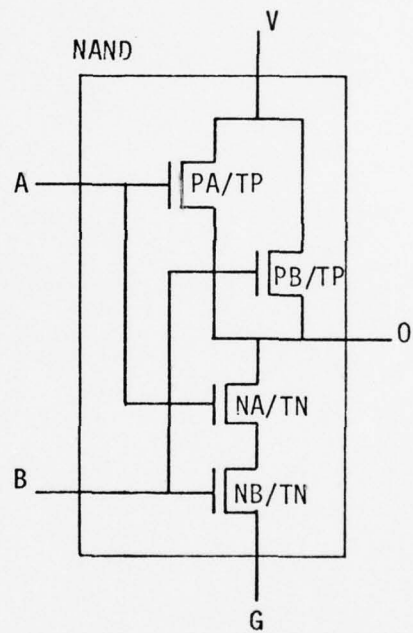 V
NAND
A
PA/TP
PB/TP
O
NA/TN
B
NB/TN
G